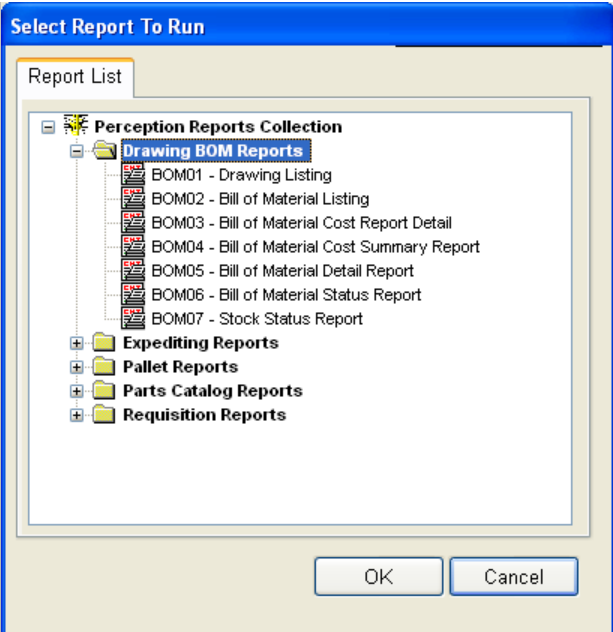 Select Report To Run
Report List
Perception Reports Collection
Drawing BOM Reports
BOM01 - Drawing Listing
BOM02 - Bill of Material Listing
BOM03 - Bill of Material Cost Report Detail
BOM04 - Bill of Material Cost Summary Report
BOM05 - Bill of Material Detail Report
BOM06 - Bill of Material Status Report
BOM07 - Stock Status Report
Expediting Reports
Pallet Reports
Parts Catalog Reports
Requisition Reports
OK Cancel